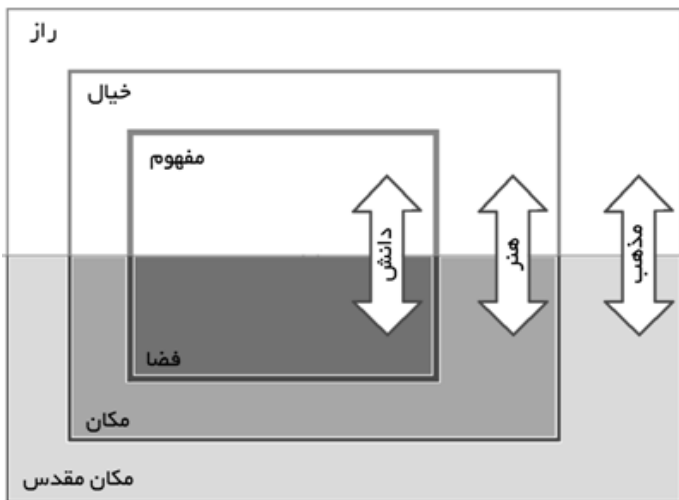 راز
خیال
مفهوم
دانش
هنر
مذهب
فضا
مکان
مکان مقدس